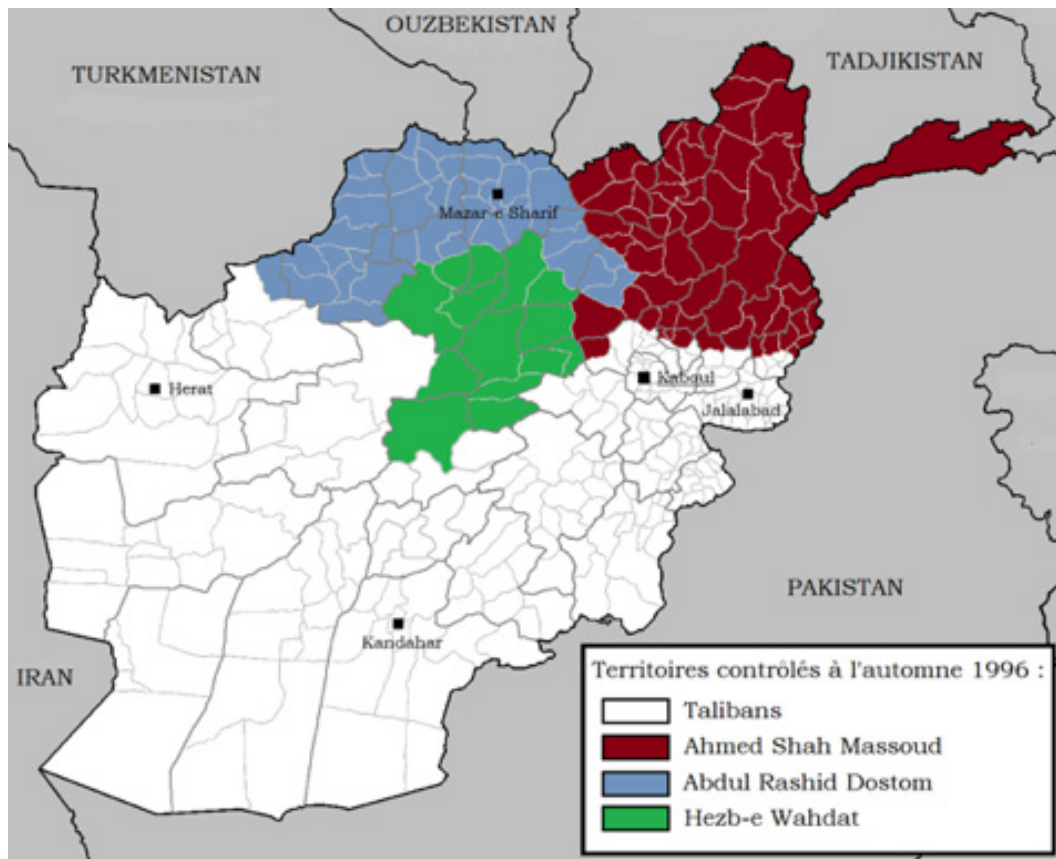 OUZBEKISTAN
TURKMENISTAN
TADJIKISTAN
Mazar-e Sharif
Herat
Kaboul
Jalalabad
PAKISTAN
Kandahar
IRAN
Territoires contrôlés à l'automne 1996 :
Talibans
Ahmed Shah Massoud
Abdul Rashid Dostom
Hezb-e Wahdat